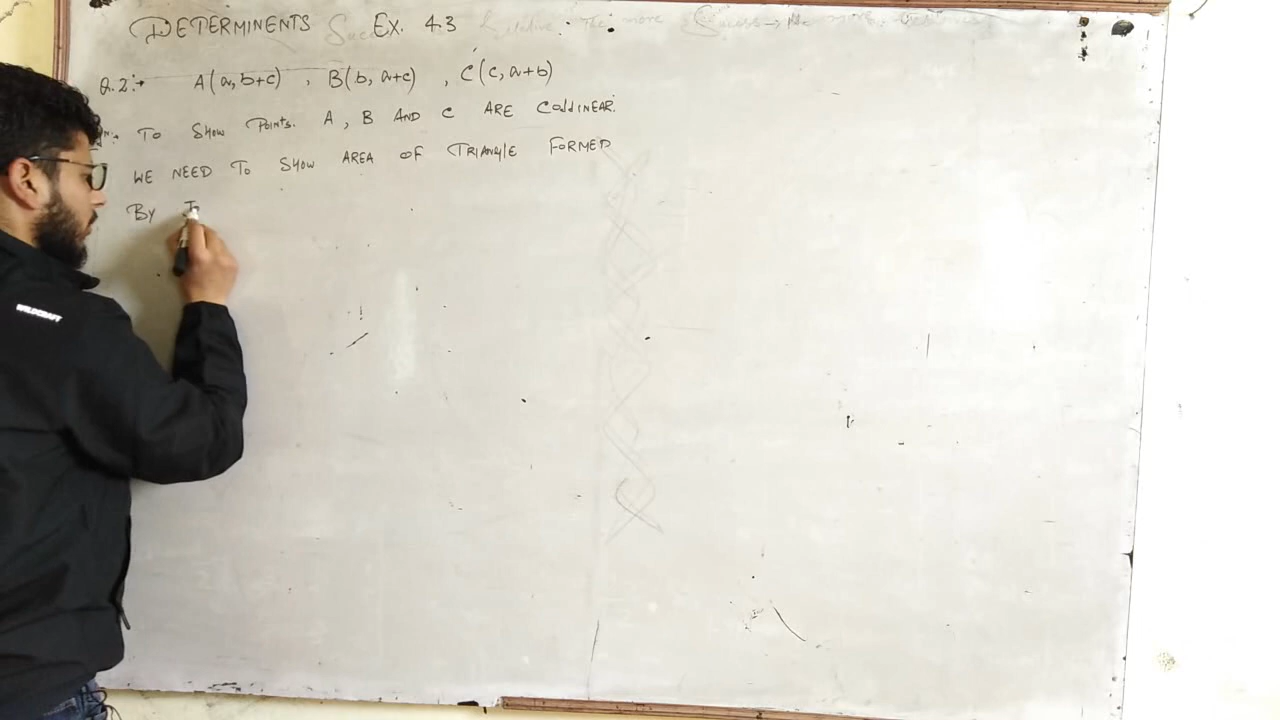 DETERMINENTS Ex. 4.3
Q.2:→ A(a, b+c) , B(b, a+c) , C(c, a+b)
To Show Points. A, B AND C ARE CollINEAR.
WE NEED To SHOW AREA OF TRIANglE FORMED
By
WILDCRAFT